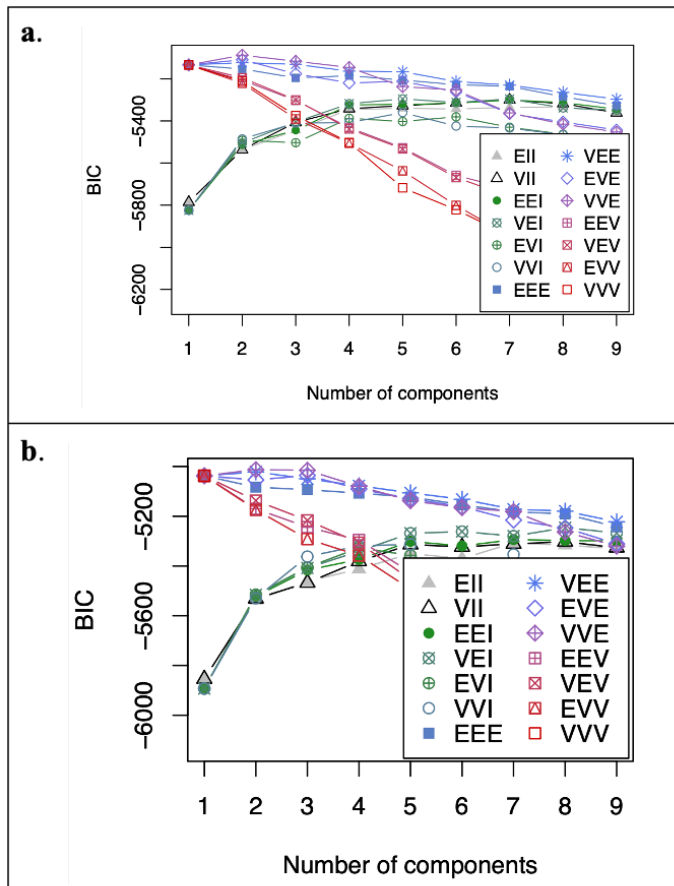 a.
BIC
−5400
−5800
−6200
EII VEE
VII EVE
EEI VVE
VEI EEV
EVI VEV
VVI EVV
EEE VVV
1 2 3 4 5 6 7 8 9
Number of components
b.
BIC
−5200
−5600
−6000
EII VEE
VII EVE
EEI VVE
VEI EEV
EVI VEV
VVI EVV
EEE VVV
1 2 3 4 5 6 7 8 9
Number of components